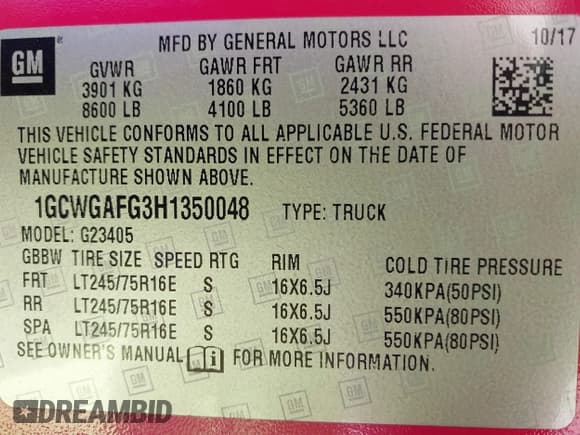 GM ®
MFD BY GENERAL MOTORS LLC 10/17
GVWR GAWR FRT GAWR RR
3901 KG 1860 KG 2431 KG
8600 LB 4100 LB 5360 LB
THIS VEHICLE CONFORMS TO ALL APPLICABLE U.S. FEDERAL MOTOR
VEHICLE SAFETY STANDARDS IN EFFECT ON THE DATE OF
MANUFACTURE SHOWN ABOVE.
1GCWGAFG3H1350048 TYPE: TRUCK
MODEL: G23405
GBBW TIRE SIZE SPEED RTG RIM COLD TIRE PRESSURE
FRT LT245/75R16E S 16X6.5J 340KPA(50PSI)
RR LT245/75R16E S 16X6.5J 550KPA(80PSI)
SPA LT245/75R16E S 16X6.5J 550KPA(80PSI)
SEE OWNER'S MANUAL i FOR MORE INFORMATION.
DREAMBID